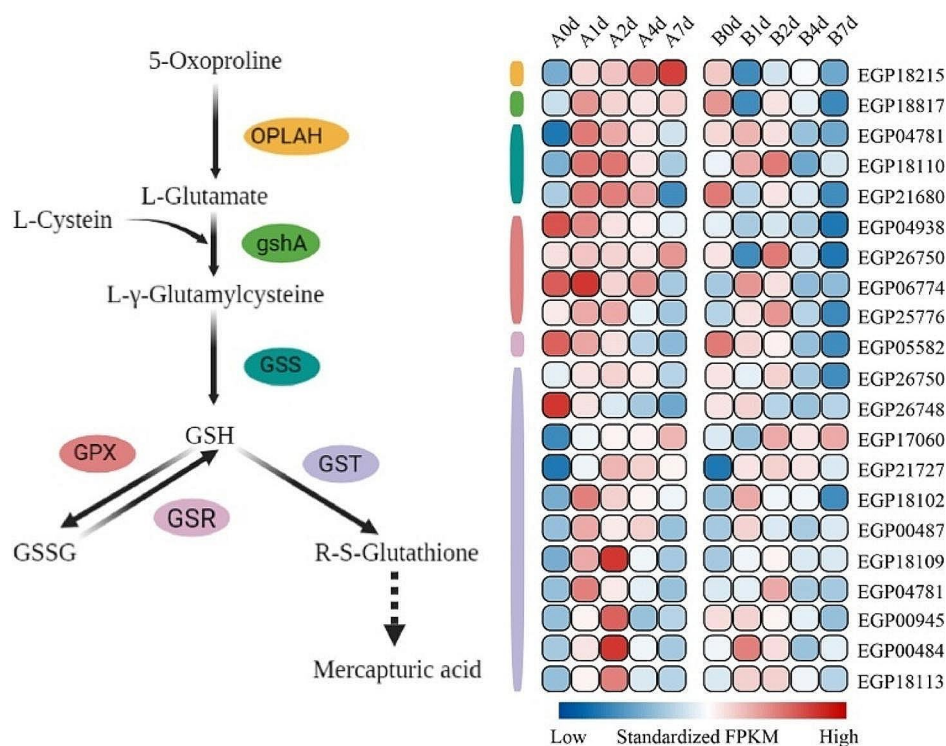 5-Oxoproline
OPLAH
L-Glutamate
L-Cystein
gshA
L-γ-Glutamylcysteine
GSS
GSH
GPX
GST
GSR
GSSG
R-S-Glutathione
Mercapturic acid
A0d A1d A2d A4d A7d B0d B1d B2d B4d B7d
EGP18215
EGP18817
EGP04781
EGP18110
EGP21680
EGP04938
EGP26750
EGP06774
EGP25776
EGP05582
EGP26750
EGP26748
EGP17060
EGP21727
EGP18102
EGP00487
EGP18109
EGP04781
EGP00945
EGP00484
EGP18113
Low Standardized FPKM High